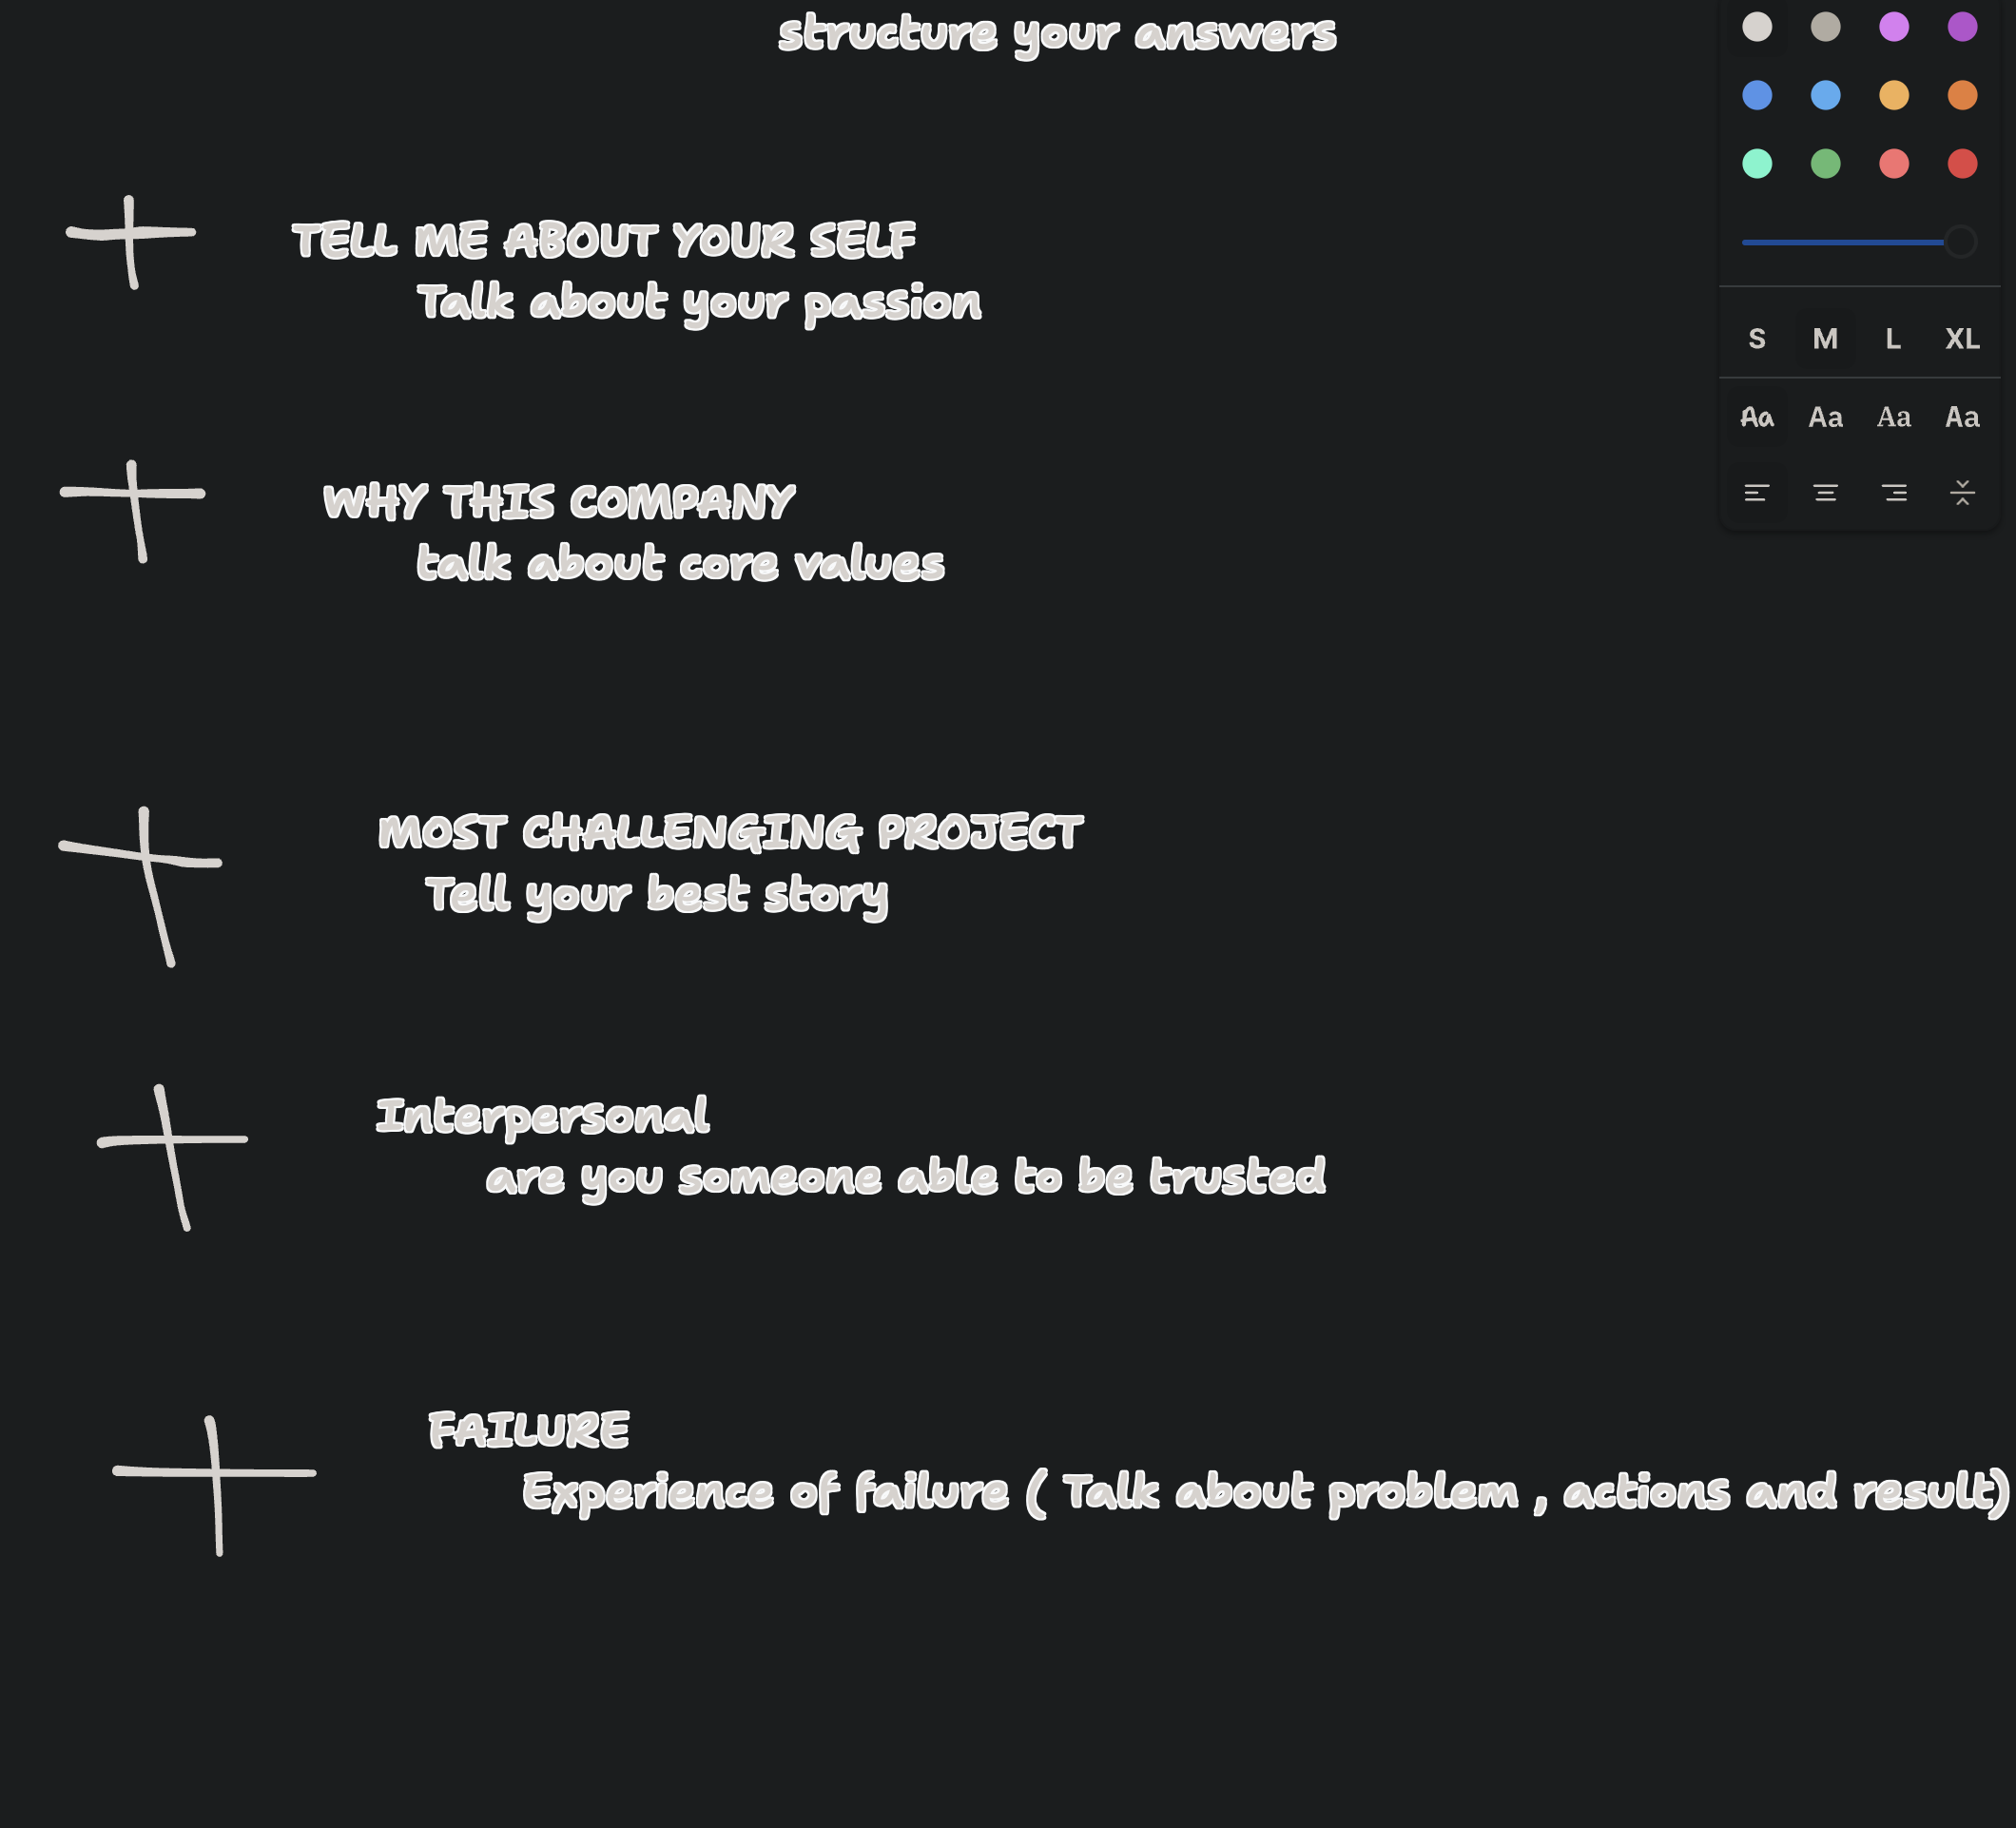 structure your answers
TELL ME ABOUT YOUR SELF
Talk about your passion
S M L XL
Aa Aa Aa Aa
WHY THIS COMPANY
talk about core values
MOST CHALLENGING PROJECT
Tell your best story
Interpersonal
are you someone able to be trusted
FAILURE
Experience of failure ( Talk about problem , actions and result)